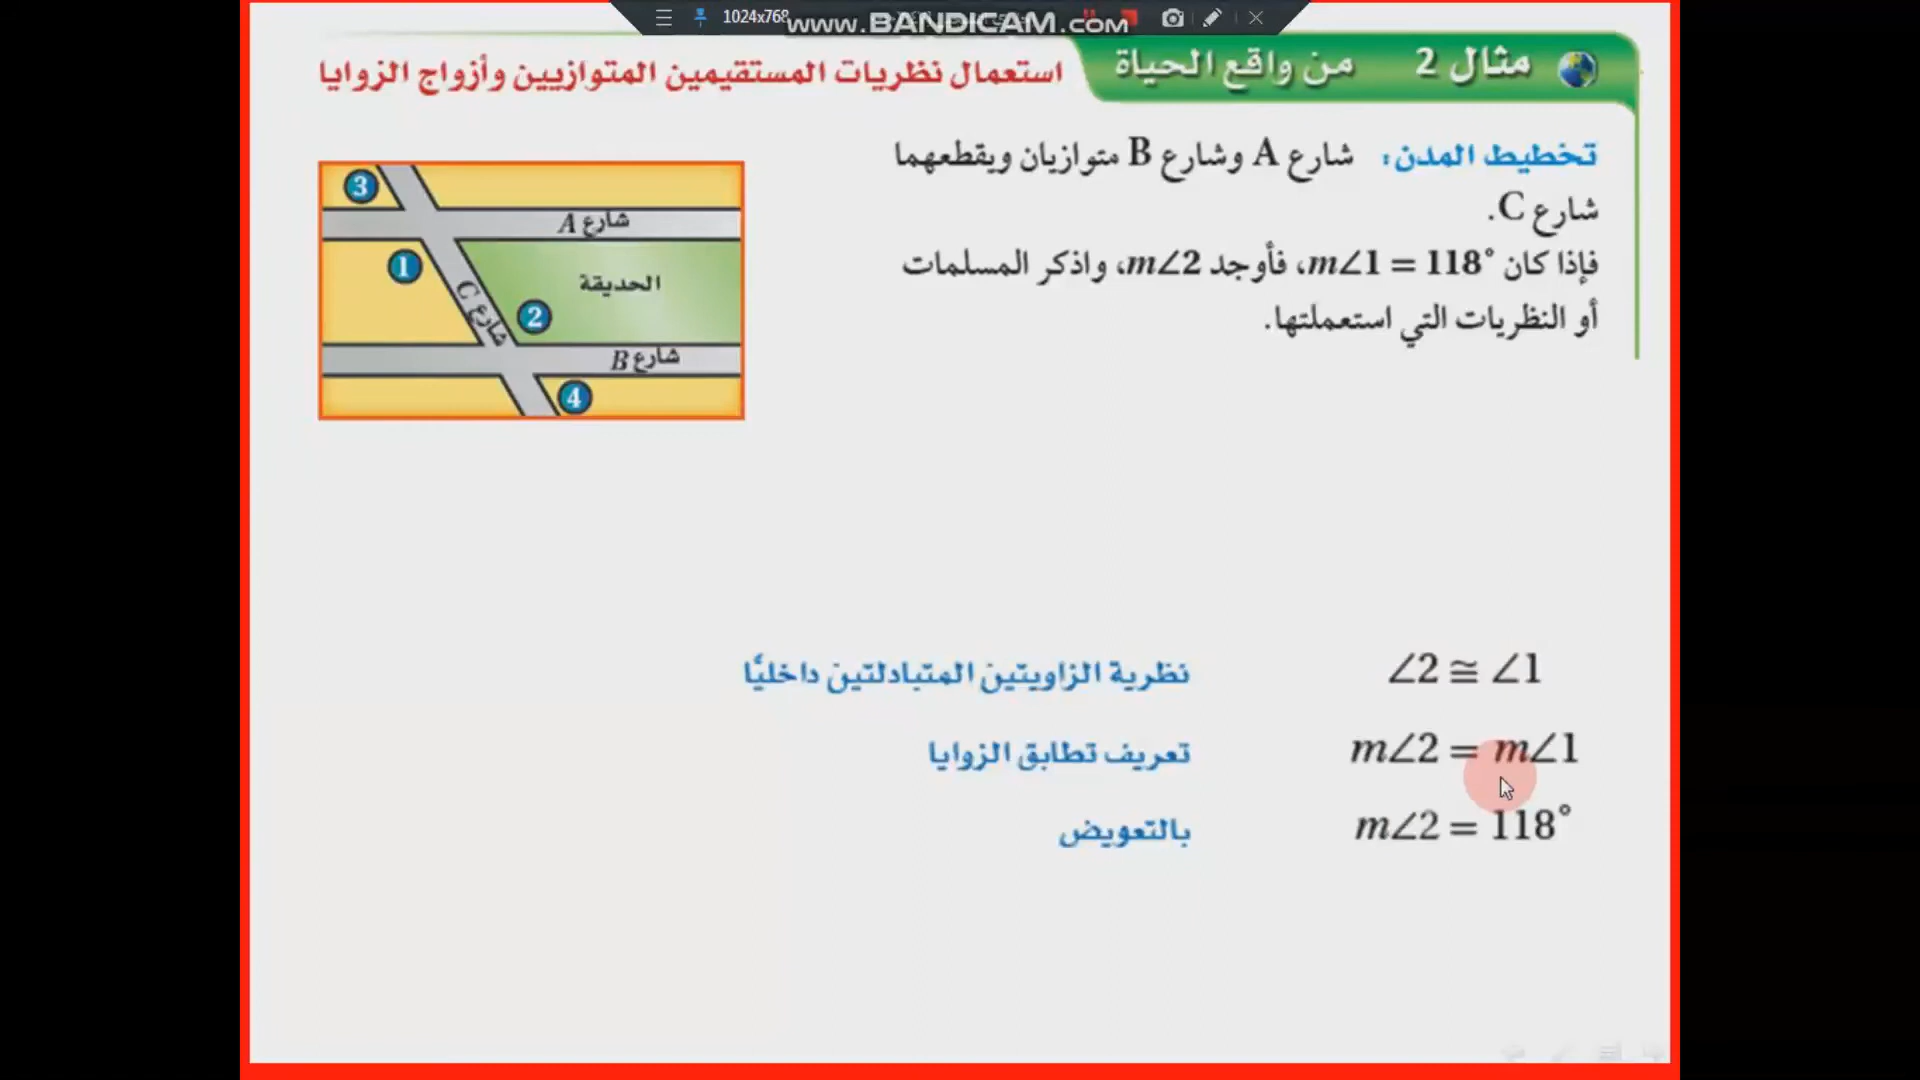 1024x768
www.BANDICAM.com
مثال 2 من واقع الحياة
استعمال نظريات المستقيمين المتوازيين وأزواج الزوايا
تخطيط المدن: شارع A وشارع B متوازيان ويقطعهما
شارع C.
فإذا كان m∠1 = 118°، فأوجد m∠2، واذكر المسلمات
أو النظريات التي استعملتها.
3
شارع A
1
الحديقة
شارع C
2
شارع B
4
∠2 ≅ ∠1 نظرية الزاويتين المتبادلتين داخليًّا
m∠2 = m∠1 تعريف تطابق الزوايا
m∠2 = 118° بالتعويض